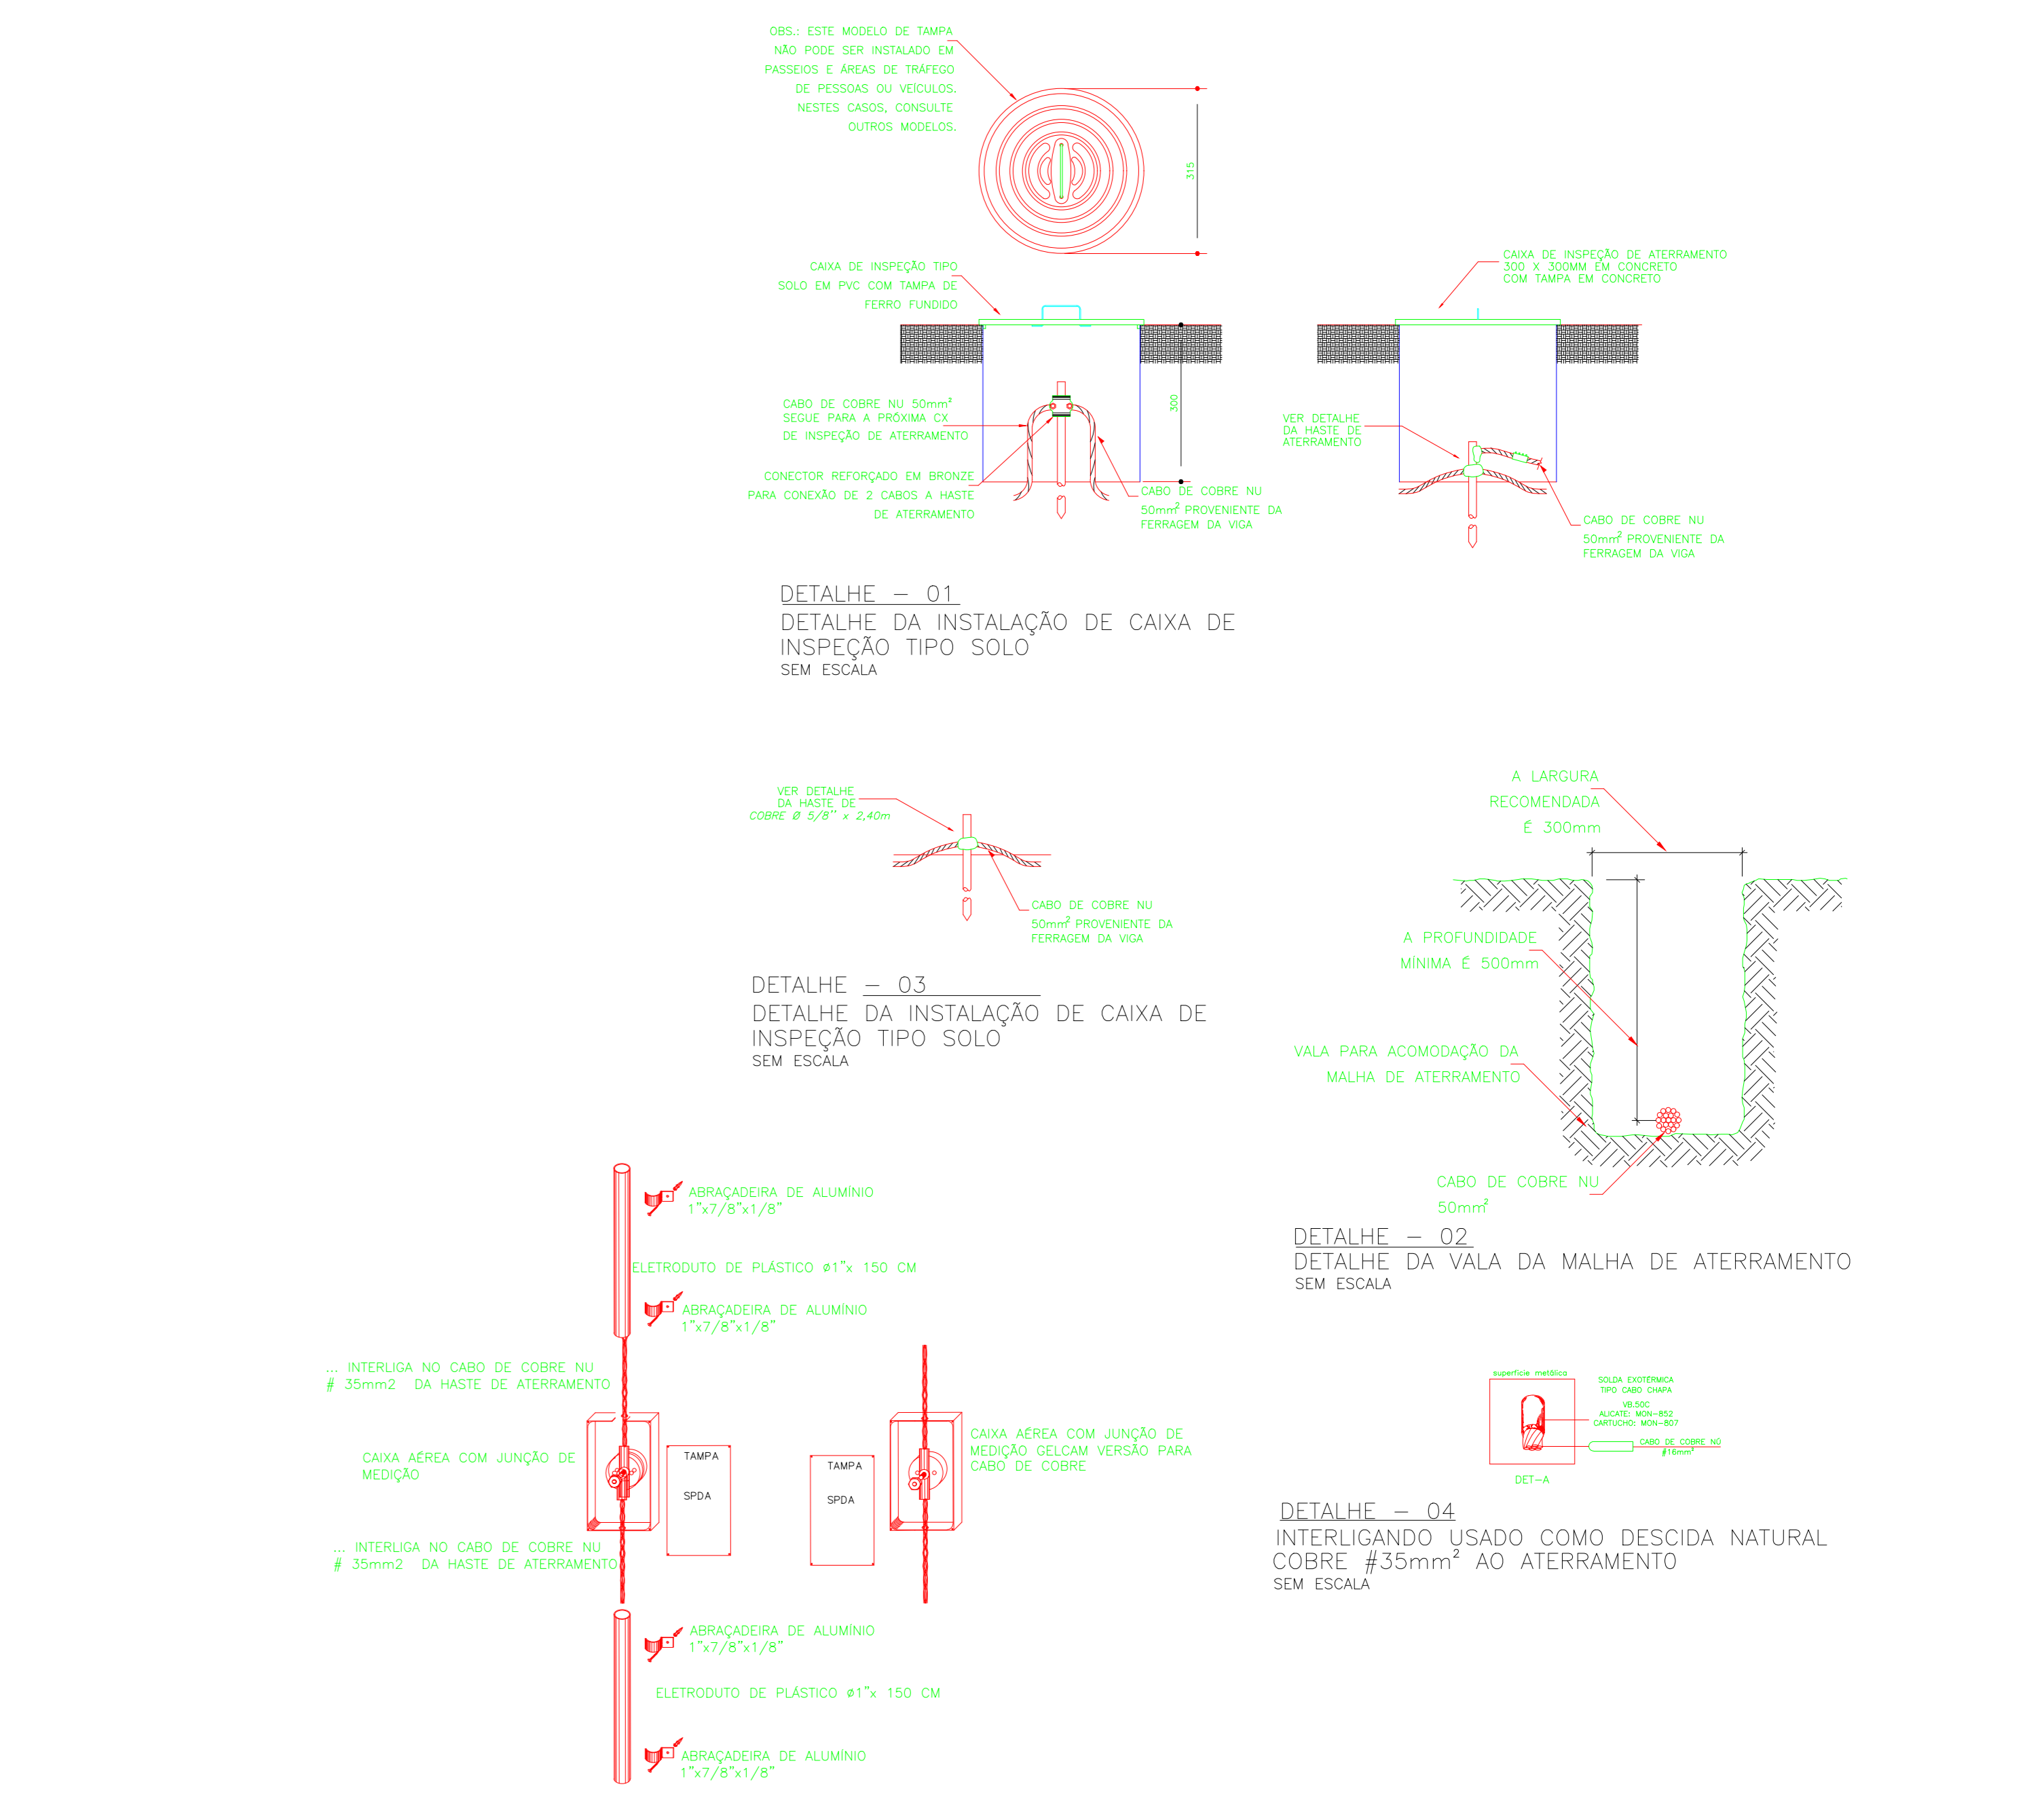 OBS.: ESTE MODELO DE TAMPA
NÃO PODE SER INSTALADO EM
PASSEIOS E ÁREAS DE TRÁFEGO
DE PESSOAS OU VEÍCULOS.
NESTES CASOS, CONSULTE
OUTROS MODELOS.
315
CAIXA DE INSPEÇÃO TIPO
SOLO EM PVC COM TAMPA DE
FERRO FUNDIDO
300
CABO DE COBRE NU 50mm²
SEGUE PARA A PRÓXIMA CX
DE INSPEÇÃO DE ATERRAMENTO
CONECTOR REFORÇADO EM BRONZE
PARA CONEXÃO DE 2 CABOS A HASTE
DE ATERRAMENTO
CABO DE COBRE NU
50mm² PROVENIENTE DA
FERRAGEM DA VIGA
CAIXA DE INSPEÇÃO DE ATERRAMENTO
300 X 300MM EM CONCRETO
COM TAMPA EM CONCRETO
VER DETALHE
DA HASTE DE
ATERRAMENTO
CABO DE COBRE NU
50mm² PROVENIENTE DA
FERRAGEM DA VIGA
DETALHE - 01
DETALHE DA INSTALAÇÃO DE CAIXA DE
INSPEÇÃO TIPO SOLO
SEM ESCALA
VER DETALHE
DA HASTE DE
COBRE Ø 5/8'' x 2,40m
CABO DE COBRE NU
50mm² PROVENIENTE DA
FERRAGEM DA VIGA
DETALHE - 03
DETALHE DA INSTALAÇÃO DE CAIXA DE
INSPEÇÃO TIPO SOLO
SEM ESCALA
A LARGURA
RECOMENDADA
É 300mm
A PROFUNDIDADE
MÍNIMA É 500mm
VALA PARA ACOMODAÇÃO DA
MALHA DE ATERRAMENTO
CABO DE COBRE NU
50mm²
DETALHE - 02
DETALHE DA VALA DA MALHA DE ATERRAMENTO
SEM ESCALA
ABRAÇADEIRA DE ALUMÍNIO
1"x7/8"x1/8"
ELETRODUTO DE PLÁSTICO ø1"x 150 CM
ABRAÇADEIRA DE ALUMÍNIO
1"x7/8"x1/8"
... INTERLIGA NO CABO DE COBRE NU
# 35mm2 DA HASTE DE ATERRAMENTO
CAIXA AÉREA COM JUNÇÃO DE
MEDIÇÃO
TAMPA
SPDA
TAMPA
SPDA
CAIXA AÉREA COM JUNÇÃO DE
MEDIÇÃO GELCAM VERSÃO PARA
CABO DE COBRE
... INTERLIGA NO CABO DE COBRE NU
# 35mm2 DA HASTE DE ATERRAMENTO
ABRAÇADEIRA DE ALUMÍNIO
1"x7/8"x1/8"
ELETRODUTO DE PLÁSTICO ø1"x 150 CM
ABRAÇADEIRA DE ALUMÍNIO
1"x7/8"x1/8"
superfície metálica
SOLDA EXOTÉRMICA
TIPO CABO CHAPA
VB.50C
ALICATE: MON-852
CARTUCHO: MON-807
CABO DE COBRE NÚ
#16mm²
DET-A
DETALHE - 04
INTERLIGANDO USADO COMO DESCIDA NATURAL
COBRE #35mm² AO ATERRAMENTO
SEM ESCALA